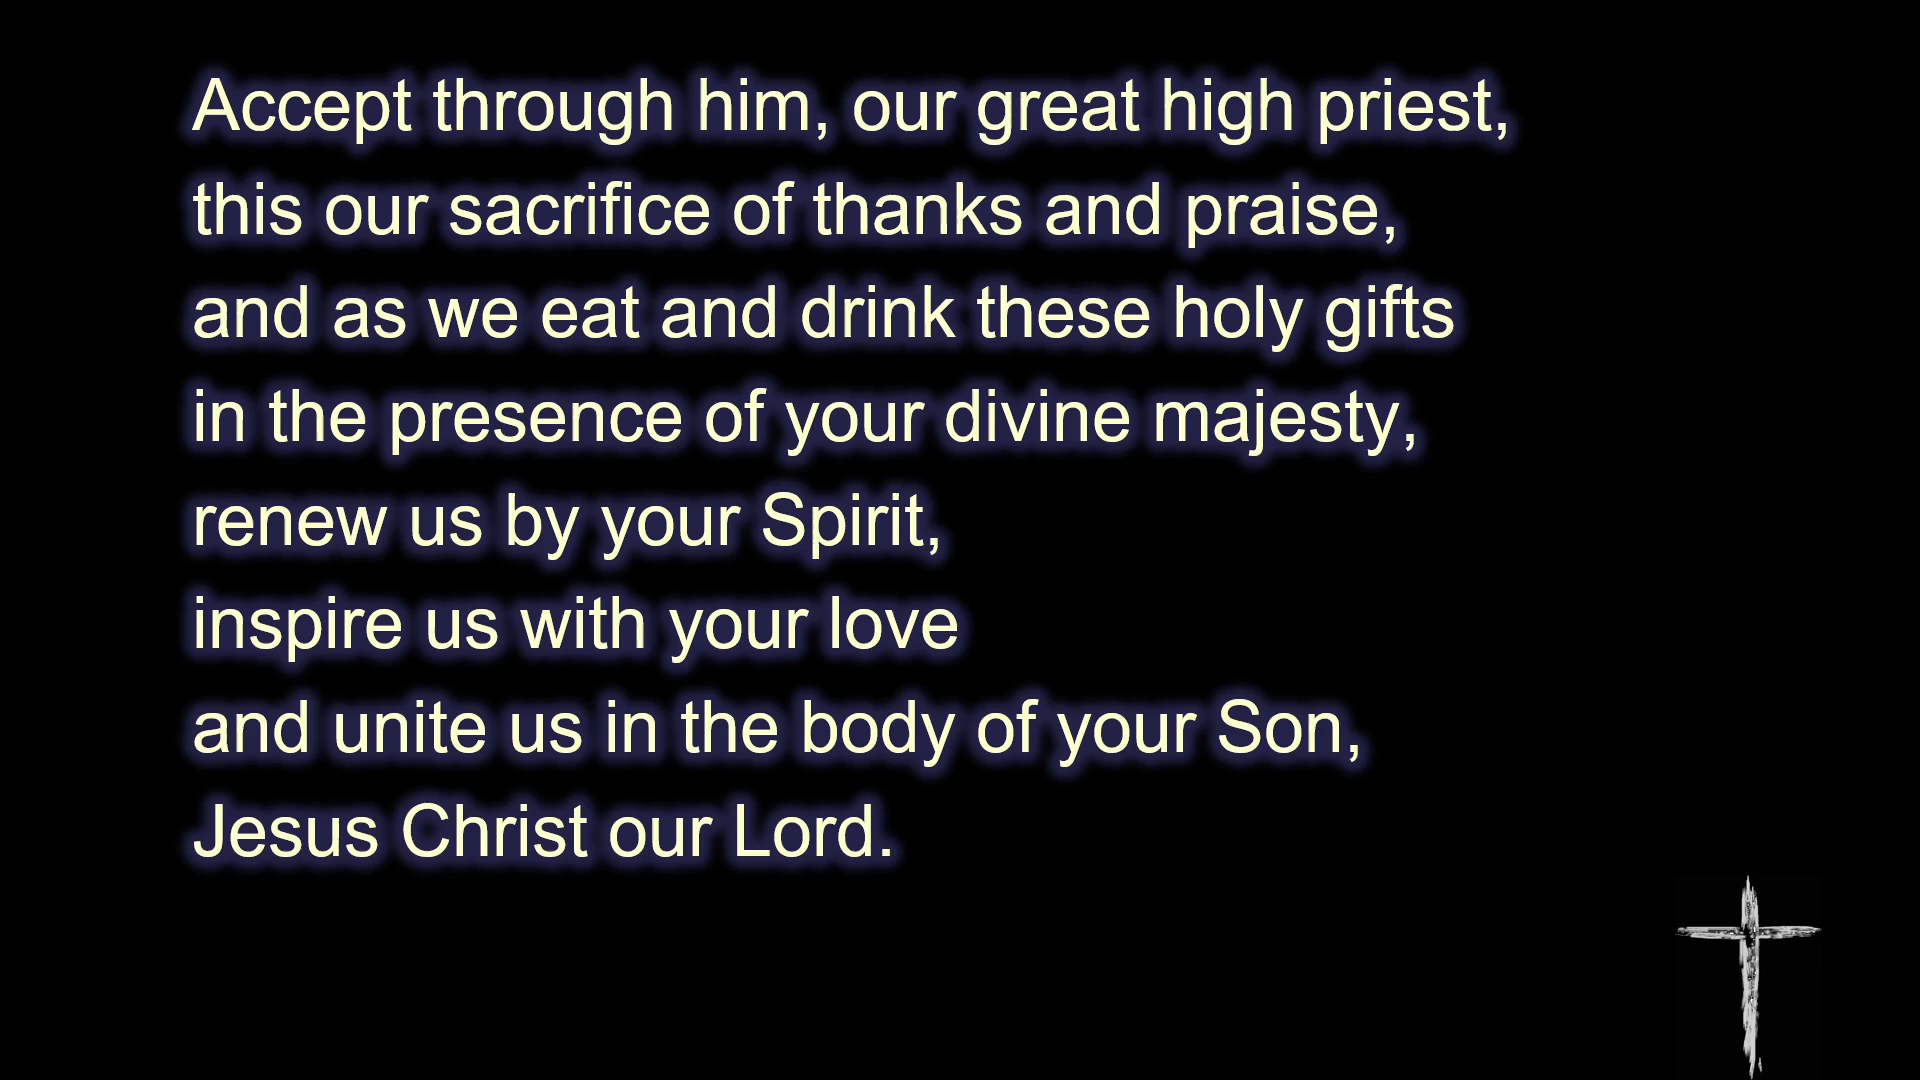 Accept through him, our great high priest,
this our sacrifice of thanks and praise,
and as we eat and drink these holy gifts
in the presence of your divine majesty,
renew us by your Spirit,
inspire us with your love
and unite us in the body of your Son,
Jesus Christ our Lord.